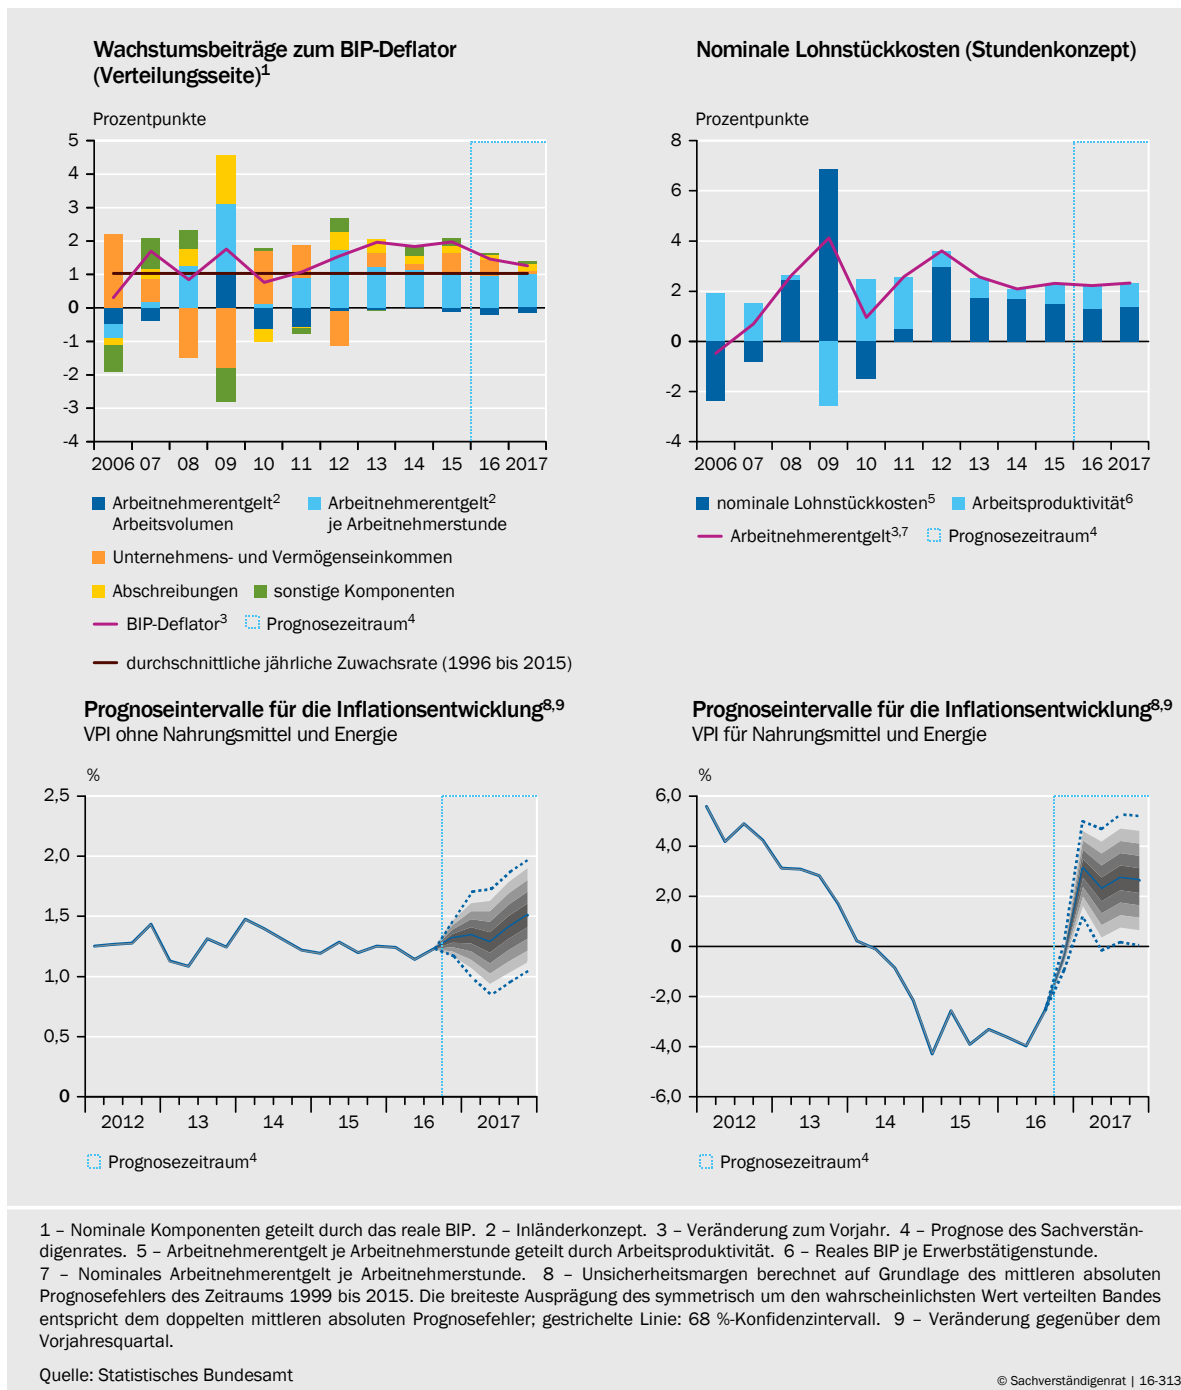 Wachstumsbeiträge zum BIP-Deflator
(Verteilungsseite)1
Prozentpunkte
5
4
3
2
1
0
-1
-2
-3
-4
2006 07 08 09 10 11 12 13 14 15 16 2017
Arbeitnehmerentgelt2 Arbeitsvolumen
Arbeitnehmerentgelt2 je Arbeitnehmerstunde
Unternehmens- und Vermögenseinkommen
Abschreibungen sonstige Komponenten
BIP-Deflator3 Prognosezeitraum4
durchschnittliche jährliche Zuwachsrate (1996 bis 2015)
Nominale Lohnstückkosten (Stundenkonzept)
Prozentpunkte
8
6
4
2
0
-2
-4
2006 07 08 09 10 11 12 13 14 15 16 2017
nominale Lohnstückkosten5 Arbeitsproduktivität6
Arbeitnehmerentgelt3,7 Prognosezeitraum4
Prognoseintervalle für die Inflationsentwicklung8,9
VPI ohne Nahrungsmittel und Energie
%
2,5
2,0
1,5
1,0
0,5
0
2012 13 14 15 16 2017
Prognosezeitraum4
Prognoseintervalle für die Inflationsentwicklung8,9
VPI für Nahrungsmittel und Energie
%
6,0
4,0
2,0
0
-2,0
-4,0
-6,0
2012 13 14 15 16 2017
Prognosezeitraum4
1 – Nominale Komponenten geteilt durch das reale BIP. 2 – Inländerkonzept. 3 – Veränderung zum Vorjahr. 4 – Prognose des Sachverstän-
digenrates. 5 – Arbeitnehmerentgelt je Arbeitnehmerstunde geteilt durch Arbeitsproduktivität. 6 – Reales BIP je Erwerbstätigenstunde.
7 – Nominales Arbeitnehmerentgelt je Arbeitnehmerstunde. 8 – Unsicherheitsmargen berechnet auf Grundlage des mittleren absoluten
Prognosefehlers des Zeitraums 1999 bis 2015. Die breiteste Ausprägung des symmetrisch um den wahrscheinlichsten Wert verteilten Bandes
entspricht dem doppelten mittleren absoluten Prognosefehler; gestrichelte Linie: 68 %-Konfidenzintervall. 9 – Veränderung gegenüber dem
Vorjahresquartal.
Quelle: Statistisches Bundesamt
© Sachverständigenrat | 16-313